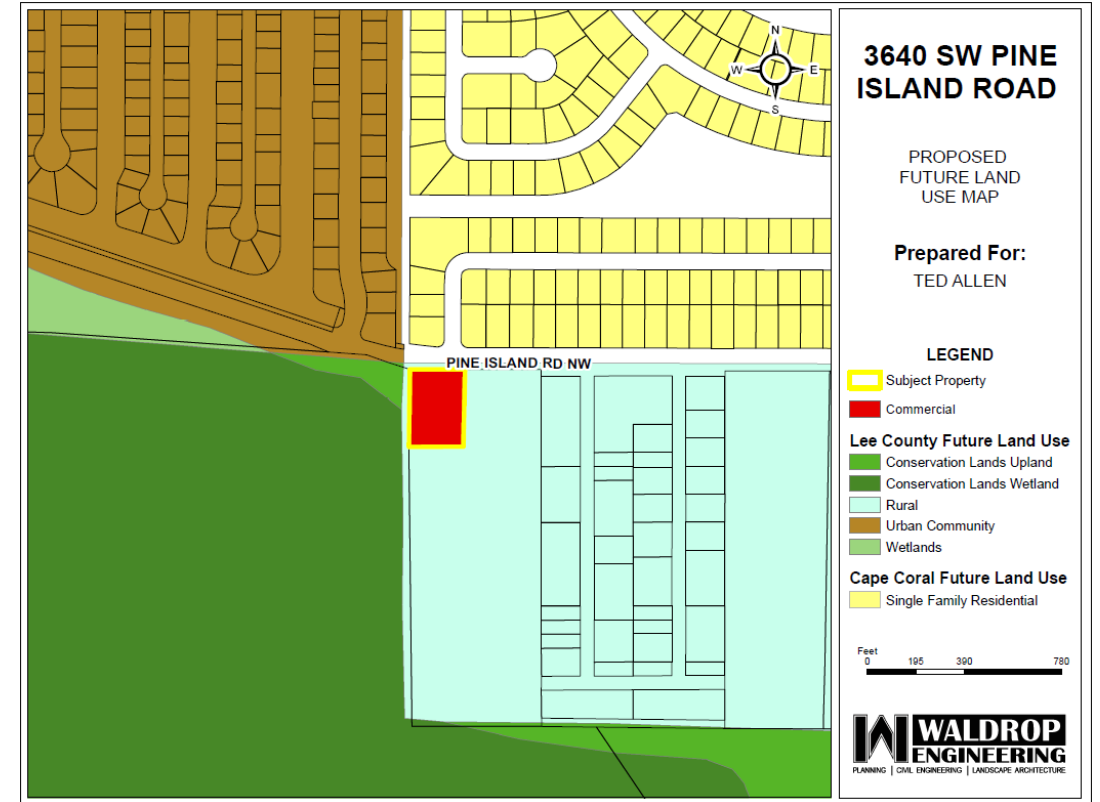 N
W E
S
PINE ISLAND RD NW
3640 SW PINE
ISLAND ROAD
PROPOSED
FUTURE LAND
USE MAP
Prepared For:
TED ALLEN
LEGEND
Subject Property
Commercial
Lee County Future Land Use
Conservation Lands Upland
Conservation Lands Wetland
Rural
Urban Community
Wetlands
Cape Coral Future Land Use
Single Family Residential
Feet
0 195 390 780
WALDROP
ENGINEERING
PLANNING | CIVIL ENGINEERING | LANDSCAPE ARCHITECTURE